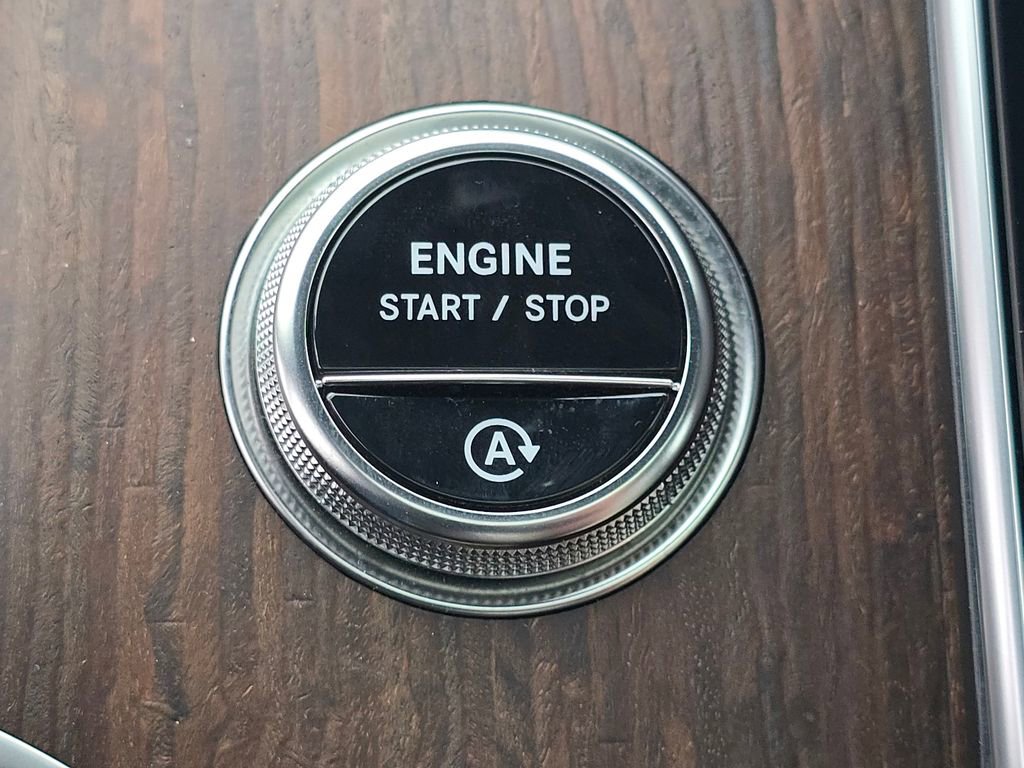 ENGINE
START / STOP
A